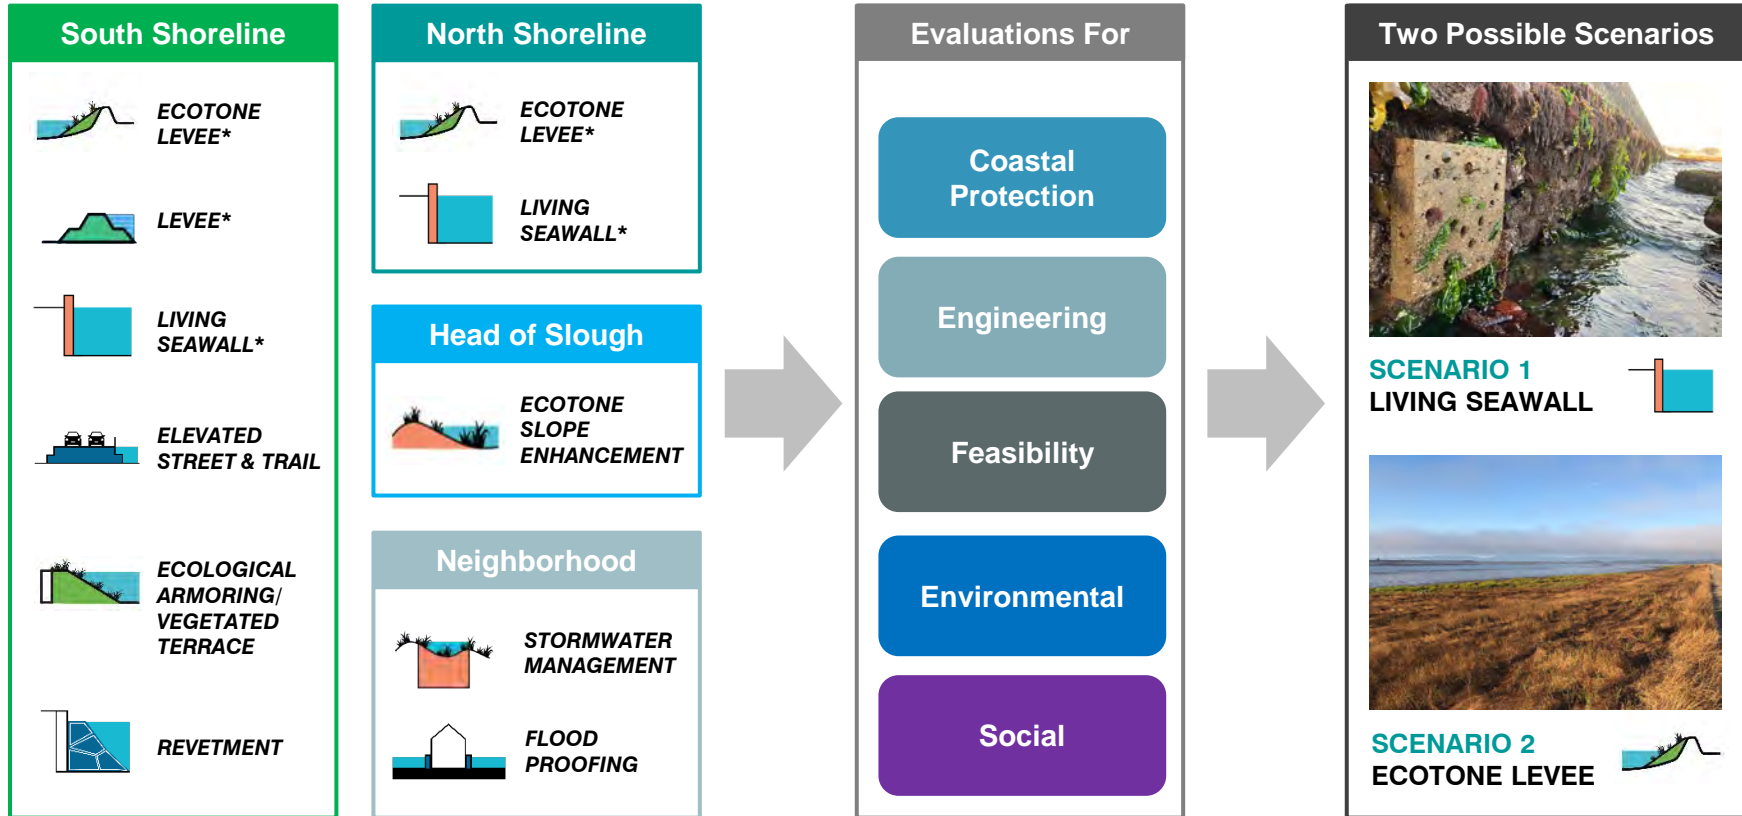 South Shoreline
ECOTONE
LEVEE*
LEVEE*
LIVING
SEAWALL*
ELEVATED
STREET & TRAIL
ECOLOGICAL
ARMORING/
VEGETATED
TERRACE
REVETMENT
North Shoreline
ECOTONE
LEVEE*
LIVING
SEAWALL*
Head of Slough
ECOTONE
SLOPE
ENHANCEMENT
Neighborhood
STORMWATER
MANAGEMENT
FLOOD
PROOFING
Evaluations For
Coastal
Protection
Engineering
Feasibility
Environmental
Social
Two Possible Scenarios
SCENARIO 1
LIVING SEAWALL
SCENARIO 2
ECOTONE LEVEE